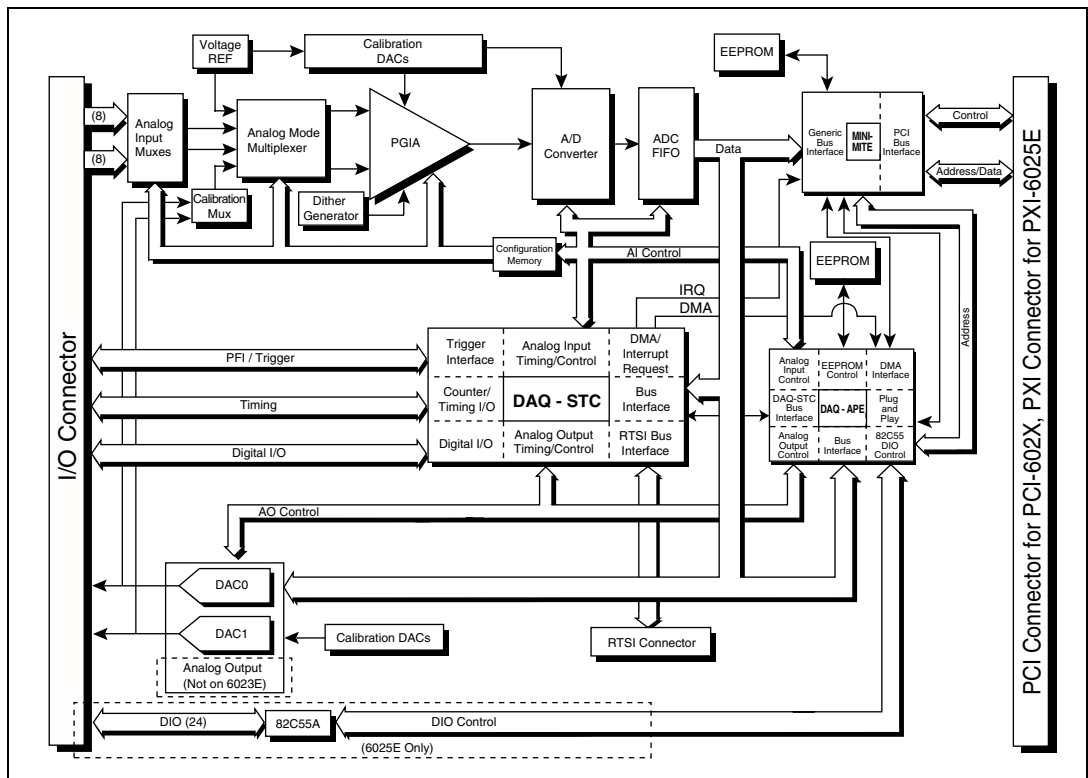 Voltage
REF
Calibration
DACs
EEPROM
(8)
(8)
Analog
Input
Muxes
Analog Mode
Multiplexer
PGIA
A/D
Converter
ADC
FIFO
Data
Generic
Bus
Interface
MINI-
MITE
PCI
Bus
Interface
Control
Address/Data
Calibration
Mux
Dither
Generator
Configuration
Memory
AI Control
EEPROM
IRQ
DMA
Address
I/O Connector
PFI / Trigger
Timing
Digital I/O
Trigger
Interface
Analog Input
Timing/Control
DMA/
Interrupt
Request
Counter/
Timing I/O
DAQ - STC
Bus
Interface
Digital I/O
Analog Output
Timing/Control
RTSI Bus
Interface
Analog
Input
Control
EEPROM
Control
DMA
Interface
DAQ-STC
Bus
Interface
DAQ - APE
Plug
and
Play
Analog
Output
Control
Bus
Interface
82C55
DIO
Control
PCI Connector for PCI-602X, PXI Connector for PXI-6025E
AO Control
DAC0
DAC1
Calibration DACs
RTSI Connector
Analog Output
(Not on 6023E)
DIO (24)
82C55A
DIO Control
(6025E Only)